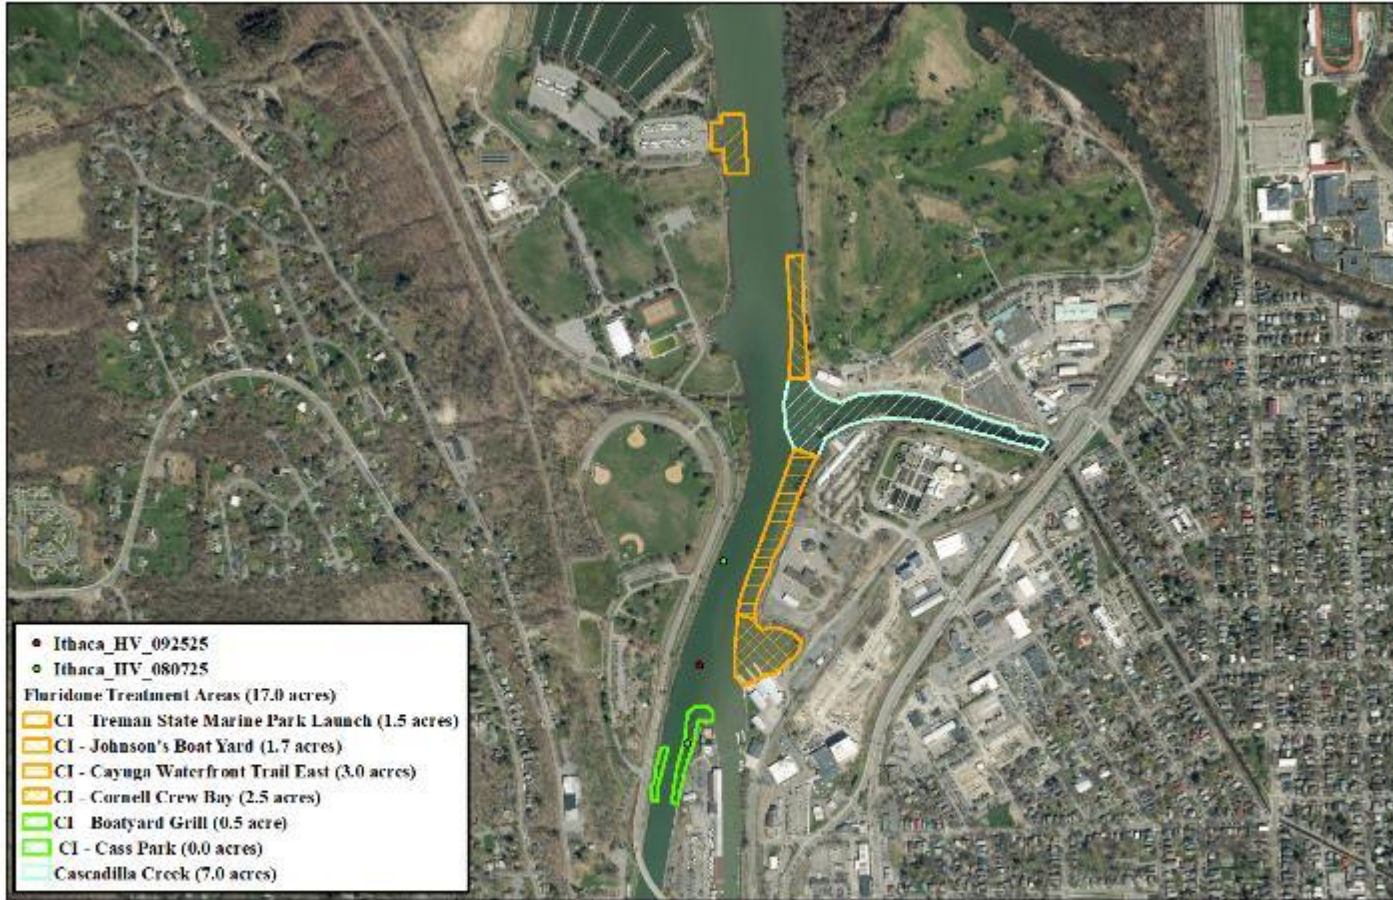 Ithaca_HV_092525
Ithaca_HV_080725
Fluridone Treatment Areas (17.0 acres)
CI - Treman State Marine Park Launch (1.5 acres)
CI - Johnson's Boat Yard (1.7 acres)
CI - Cayuga Waterfront Trail East (3.0 acres)
CI - Cornell Crew Bay (2.5 acres)
CI - Boatyard Grill (0.5 acre)
CI - Cass Park (0.0 acres)
Cascadilla Creek (7.0 acres)